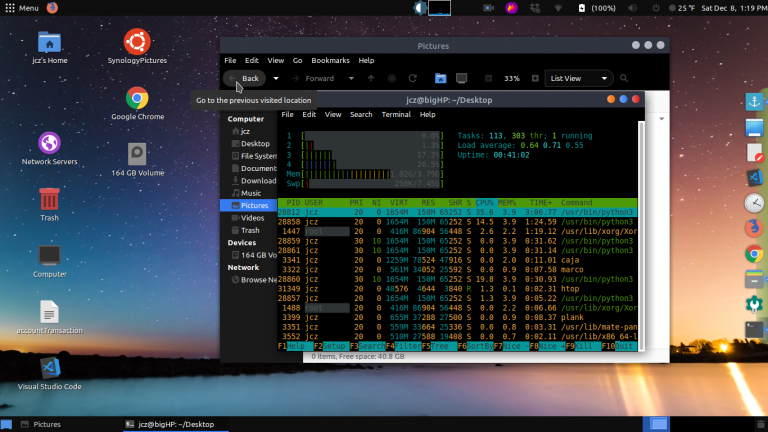 Menu
(100%)
25 °F
Sat Dec 8, 1:19 PM
jcz's Home
SynologyPictures
Google Chrome
Network Servers
164 GB Volume
Trash
Computer
accountTransaction
Visual Studio Code
Pictures
File Edit View Go Bookmarks Help
Back Forward 33% List View
Go to the previous visited location
Computer
jcz
Desktop
File System
Document
Download
Music
Pictures
Videos
Trash
Devices
164 GB Vo
Network
Browse Ne
jcz@bigHP: ~/Desktop
File Edit View Search Terminal Help
1 [ 0.0%] Tasks: 113, 303 thr; 1 running
2 [ 1.3%] Load average: 0.64 0.71 0.55
3 [ 17.2%] Uptime: 00:41:02
4 [ 20.5%]
Mem[ 1.02G/3.75G]
Swp[ 256K/7.45G]
PID USER PRI NI VIRT RES SHR S CPU% MEM% TIME+ Command
28812 jcz 20 0 1654M 150M 65252 S 35.6 3.9 3:06.77 /usr/bin/python3
28858 jcz 20 0 1654M 150M 65252 S 14.5 3.9 1:24.59 /usr/bin/python3
1447 root 20 0 416M 86904 56448 S 2.6 2.2 1:19.12 /usr/lib/xorg/Xor
28859 jcz 30 10 1654M 150M 65252 S 0.0 3.9 0:31.62 /usr/bin/python3
28861 jcz 30 10 1654M 150M 65252 S 0.0 3.9 0:31.14 /usr/bin/python3
3341 jcz 20 0 1259M 78524 47916 S 0.0 2.0 0:11.01 caja
3322 jcz 20 0 561M 34052 25592 S 0.0 0.9 0:07.58 marco
28860 jcz 30 10 1654M 150M 65252 S 19.8 3.9 0:30.93 /usr/bin/python3
31349 jcz 20 0 40576 4644 3840 R 1.3 0.1 0:02.31 htop
28857 jcz 20 0 1654M 150M 65252 S 1.3 3.9 0:05.22 /usr/bin/python3
1488 root 20 0 416M 86904 56448 S 0.0 2.2 0:06.66 /usr/lib/xorg/Xor
3399 jcz 20 0 655M 37288 27500 S 0.0 0.9 0:08.37 plank
3351 jcz 20 0 559M 33664 25336 S 0.0 0.8 0:03.31 /usr/lib/mate-pan
3552 jcz 20 0 510M 27588 19408 S 0.0 0.7 0:02.11 /usr/lib/x86_64-l
F1Help F2Setup F3Search F4Filter F5Tree F6SortBy F7Nice - F8Nice + F9Kill F10Quit
0 items, Free space: 40.8 GB
Pictures
jcz@bigHP: ~/Desktop